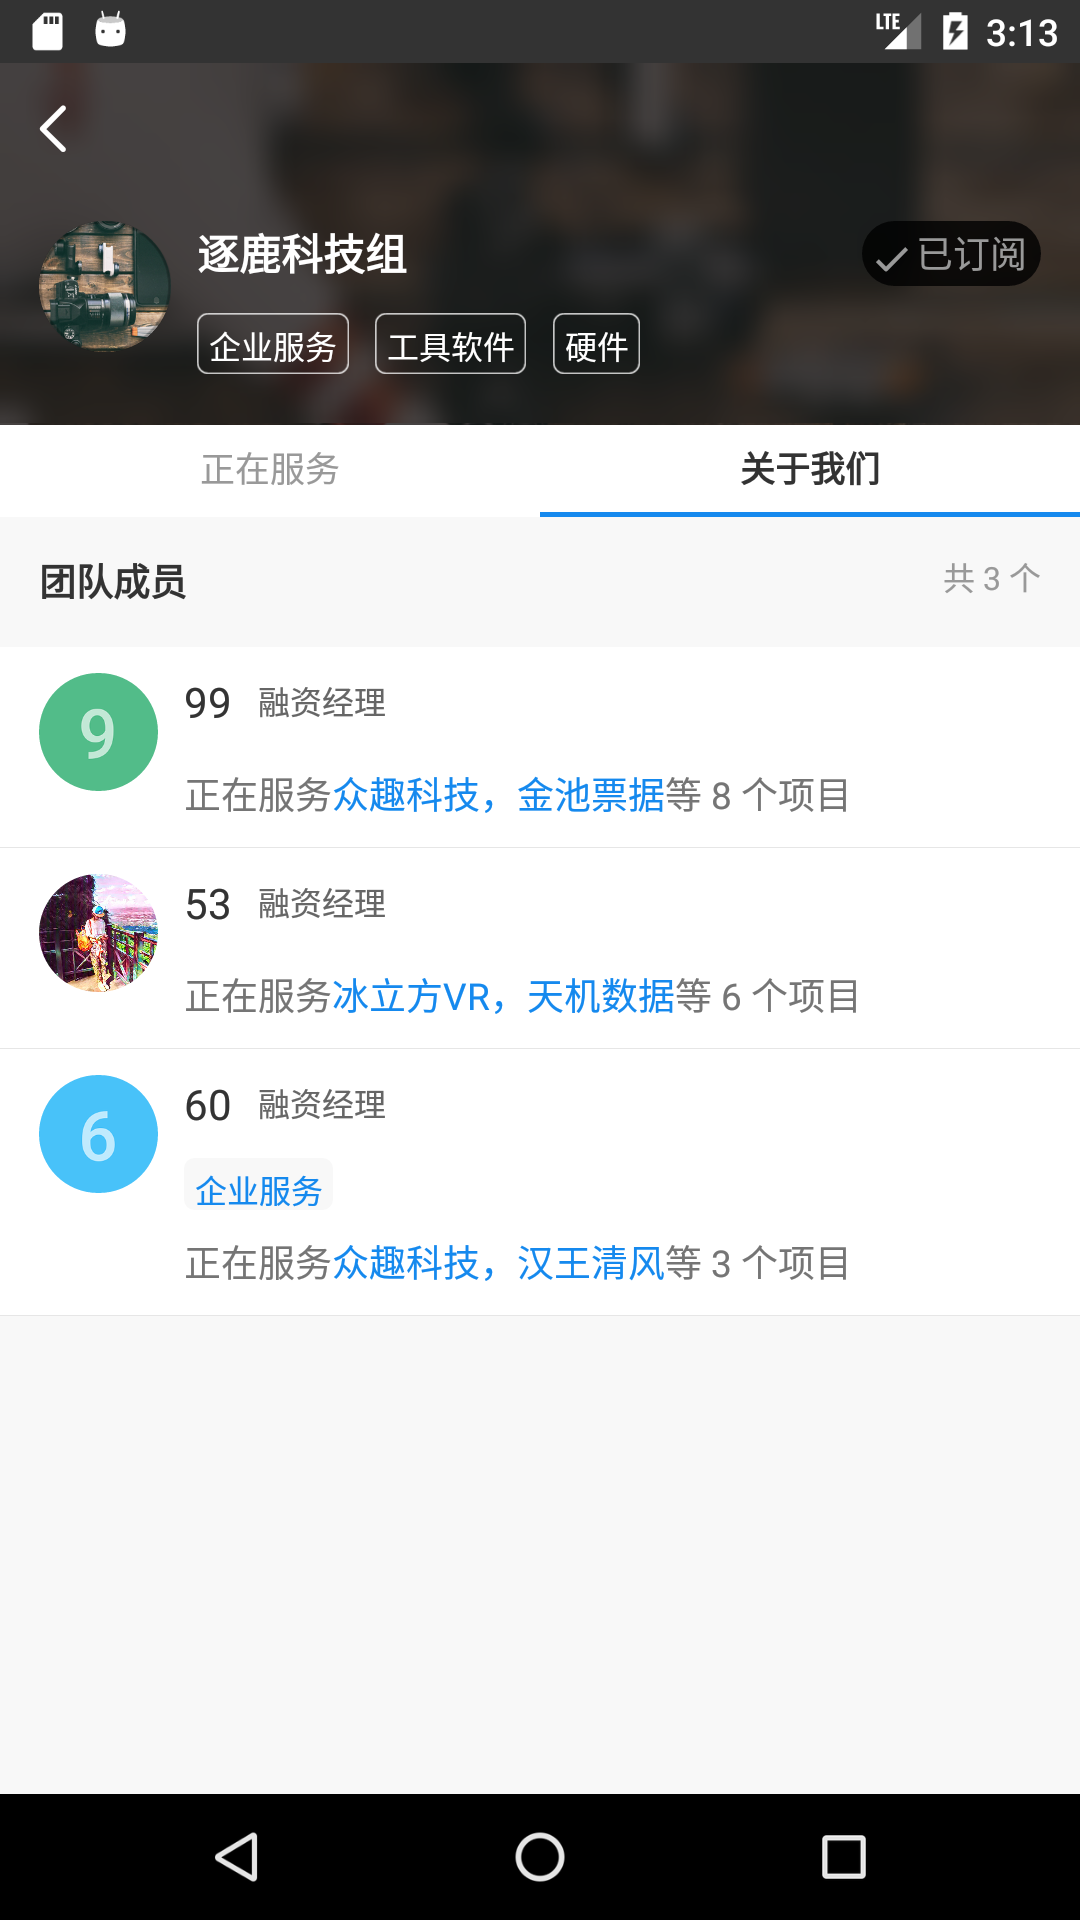 LTE 3:13
逐鹿科技组
已订阅
企业服务 工具软件 硬件
正在服务 关于我们
团队成员 共 3 个
9
99 融资经理
正在服务众趣科技，金池票据等 8 个项目
53 融资经理
正在服务冰立方VR，天机数据等 6 个项目
6
60 融资经理
企业服务
正在服务众趣科技，汉王清风等 3 个项目